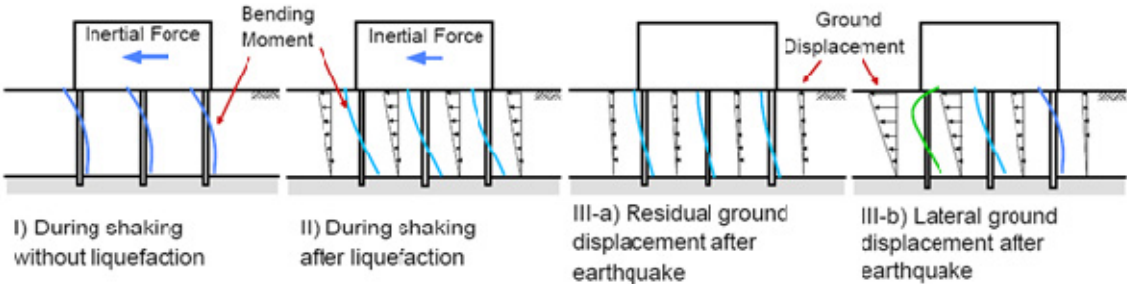 Inertial Force
Bending
Moment
Inertial Force
Ground
Displacement
I) During shaking
without liquefaction
II) During shaking
after liquefaction
III-a) Residual ground
displacement after
earthquake
III-b) Lateral ground
displacement after
earthquake